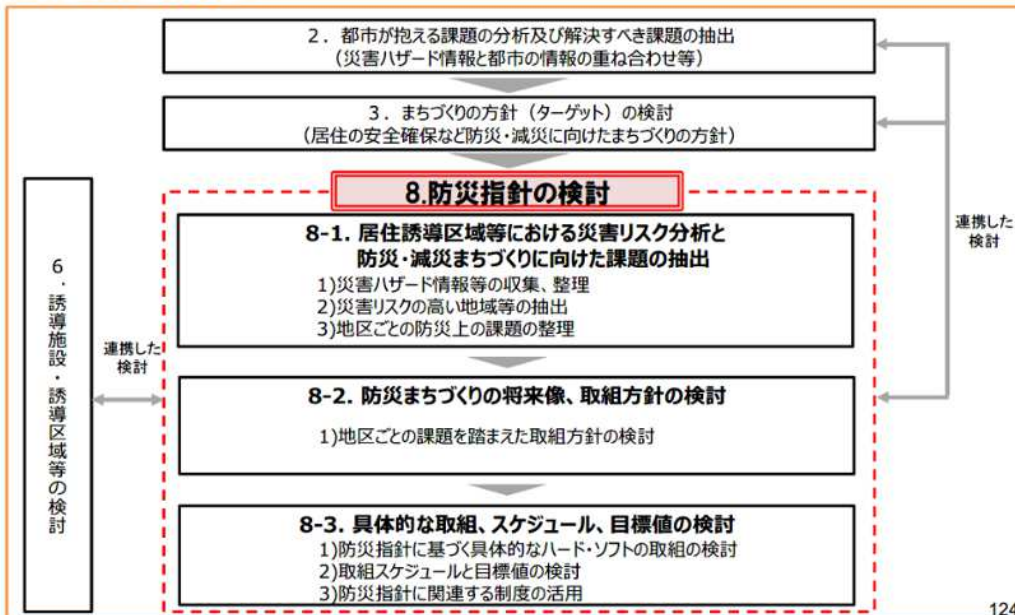 2．都市が抱える課題の分析及び解決すべき課題の抽出
（災害ハザード情報と都市の情報の重ね合わせ等）
3．まちづくりの方針（ターゲット）の検討
（居住の安全確保など防災・減災に向けたまちづくりの方針）
8.防災指針の検討
8-1. 居住誘導区域等における災害リスク分析と
防災・減災まちづくりに向けた課題の抽出
1)災害ハザード情報等の収集、整理
2)災害リスクの高い地域等の抽出
3)地区ごとの防災上の課題の整理
8-2. 防災まちづくりの将来像、取組方針の検討
1)地区ごとの課題を踏まえた取組方針の検討
8-3. 具体的な取組、スケジュール、目標値の検討
1)防災指針に基づく具体的なハード・ソフトの取組の検討
2)取組スケジュールと目標値の検討
3)防災指針に関連する制度の活用
6．誘導施設・誘導区域等の検討
連携した
検討
連携した
検討
124